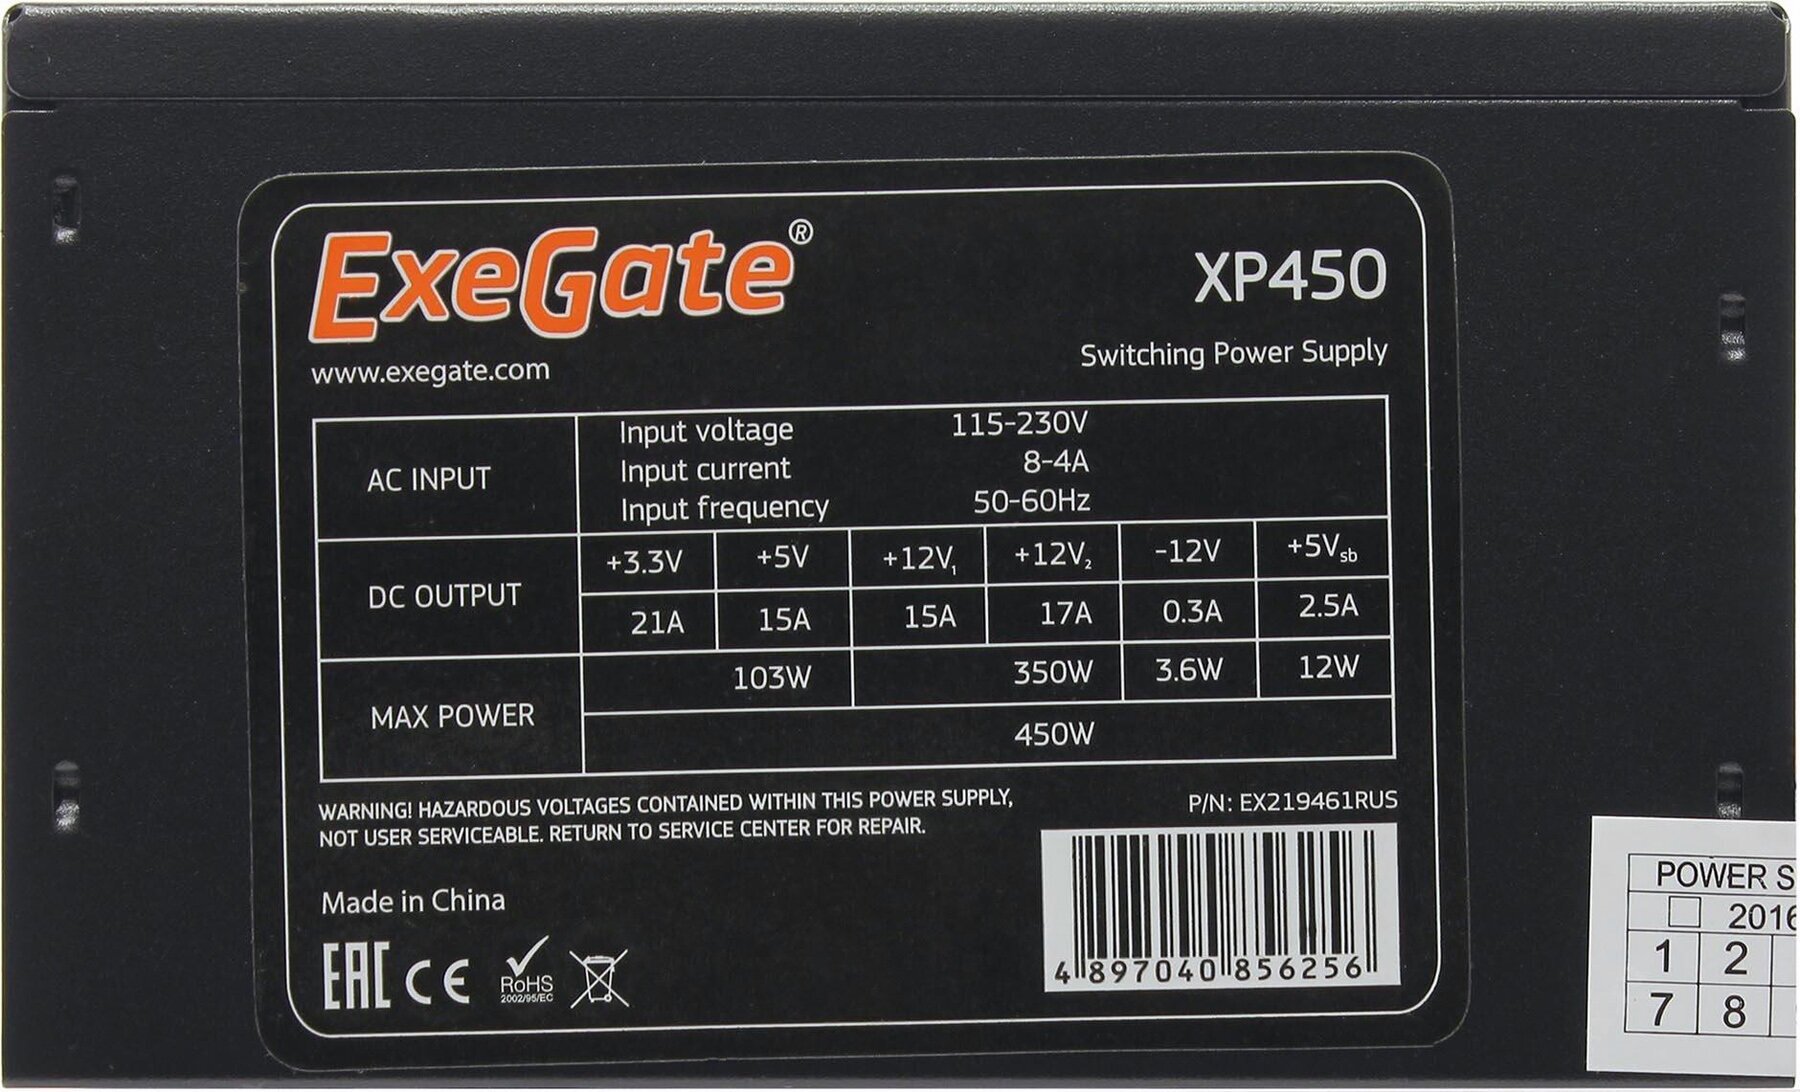 ExeGate®
XP450
www.exegate.com
Switching Power Supply
AC INPUT
Input voltage 115-230V
Input current 8-4A
Input frequency 50-60Hz
DC OUTPUT
+3.3V +5V +12V₁ +12V₂ -12V +5Vsb
21A 15A 15A 17A 0.3A 2.5A
MAX POWER
103W 350W 3.6W 12W
450W
WARNING! HAZARDOUS VOLTAGES CONTAINED WITHIN THIS POWER SUPPLY,
NOT USER SERVICEABLE. RETURN TO SERVICE CENTER FOR REPAIR.
P/N: EX219461RUS
Made in China
EAC CE RoHS
2002/95/EC
4 897040 856256
POWER S
2016
1 2
7 8